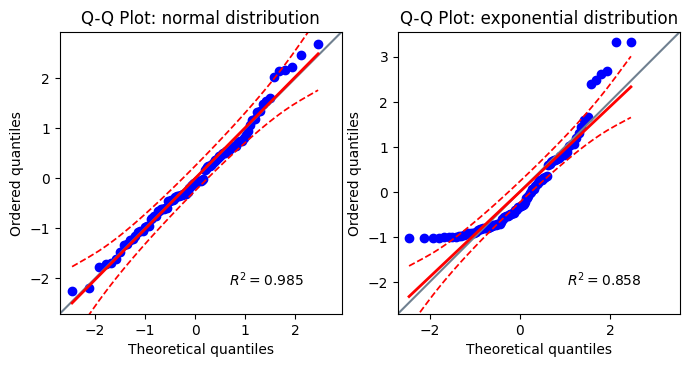 Q-Q Plot: normal distribution
Ordered quantiles
2
1
0
−1
−2
R² = 0.985
−2 −1 0 1 2
Theoretical quantiles
Q-Q Plot: exponential distribution
Ordered quantiles
3
2
1
0
−1
−2
R² = 0.858
−2 0 2
Theoretical quantiles